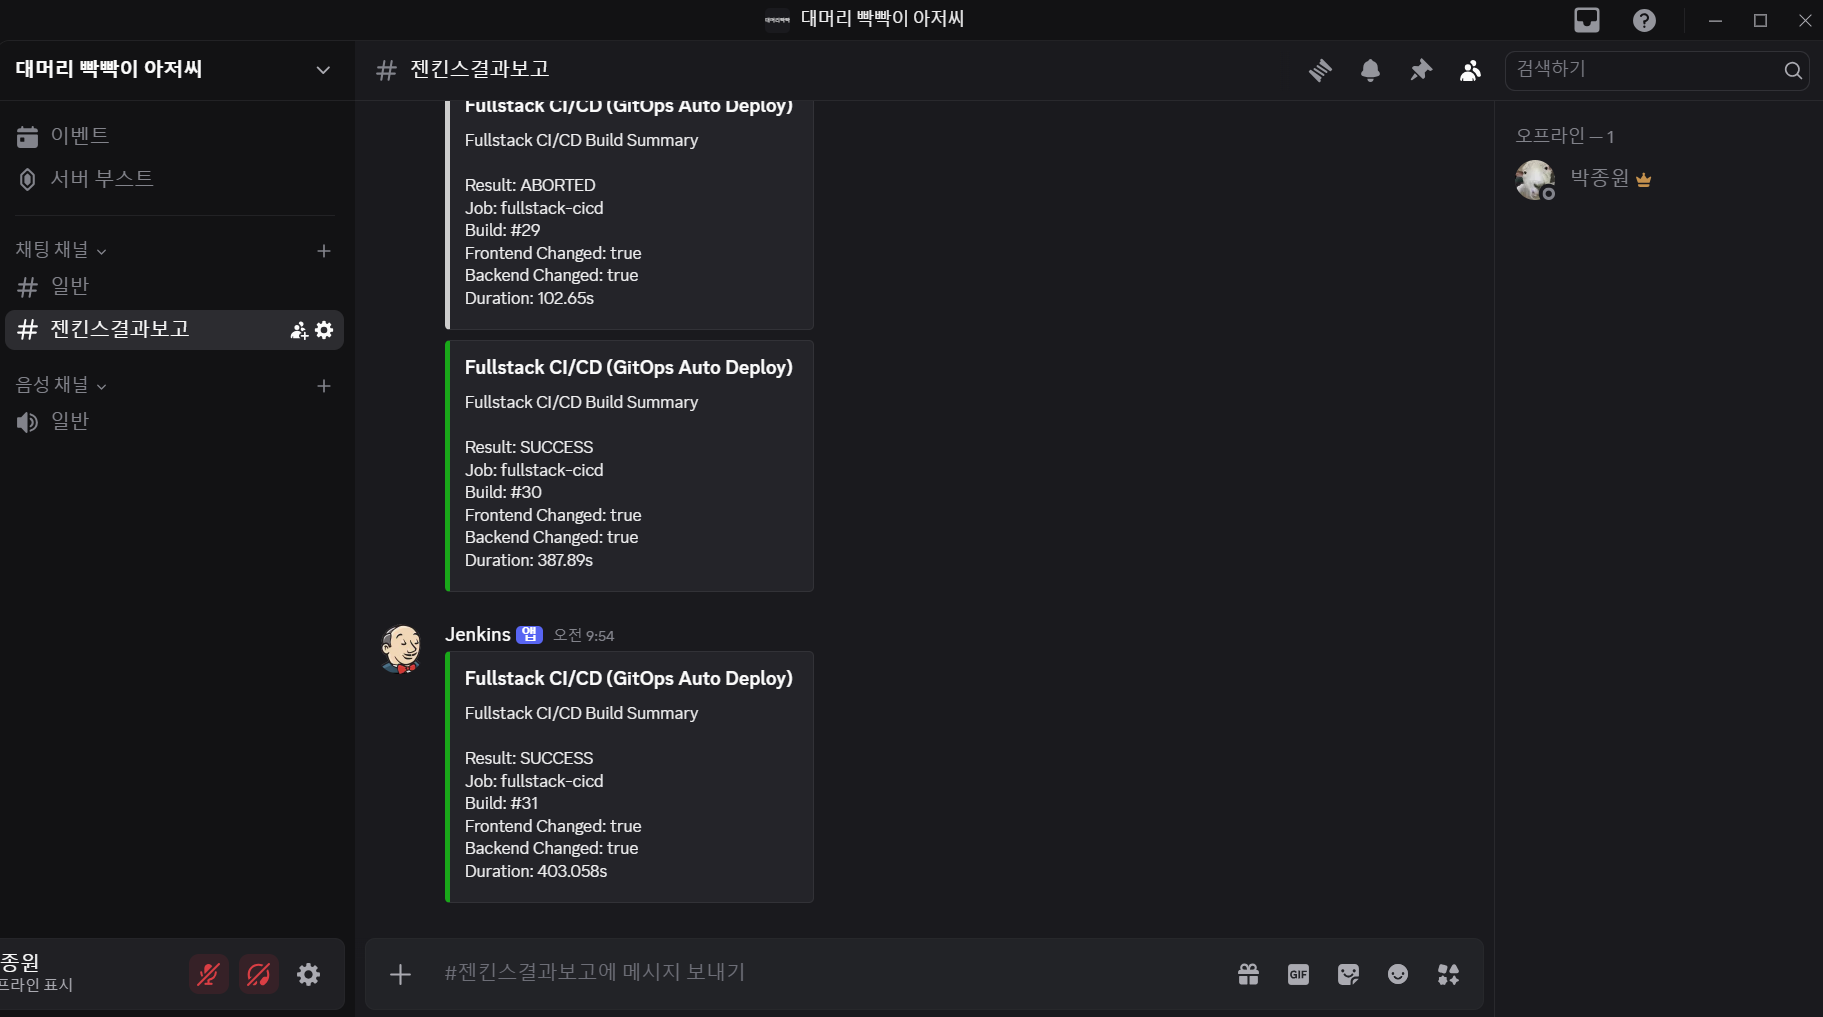 대머리 빡빡이 아저씨
대머리 빡빡이 아저씨
이벤트
서버 부스트
채팅 채널
일반
젠킨스결과보고
음성 채널
일반
종원
프라인 표시
젠킨스결과보고
검색하기
Fullstack CI/CD (GitOps Auto Deploy)
Fullstack CI/CD Build Summary
Result: ABORTED
Job: fullstack-cicd
Build: #29
Frontend Changed: true
Backend Changed: true
Duration: 102.65s
Fullstack CI/CD (GitOps Auto Deploy)
Fullstack CI/CD Build Summary
Result: SUCCESS
Job: fullstack-cicd
Build: #30
Frontend Changed: true
Backend Changed: true
Duration: 387.89s
Jenkins 앱 오전 9:54
Fullstack CI/CD (GitOps Auto Deploy)
Fullstack CI/CD Build Summary
Result: SUCCESS
Job: fullstack-cicd
Build: #31
Frontend Changed: true
Backend Changed: true
Duration: 403.058s
#젠킨스결과보고에 메시지 보내기
GIF
오프라인 — 1
박종원